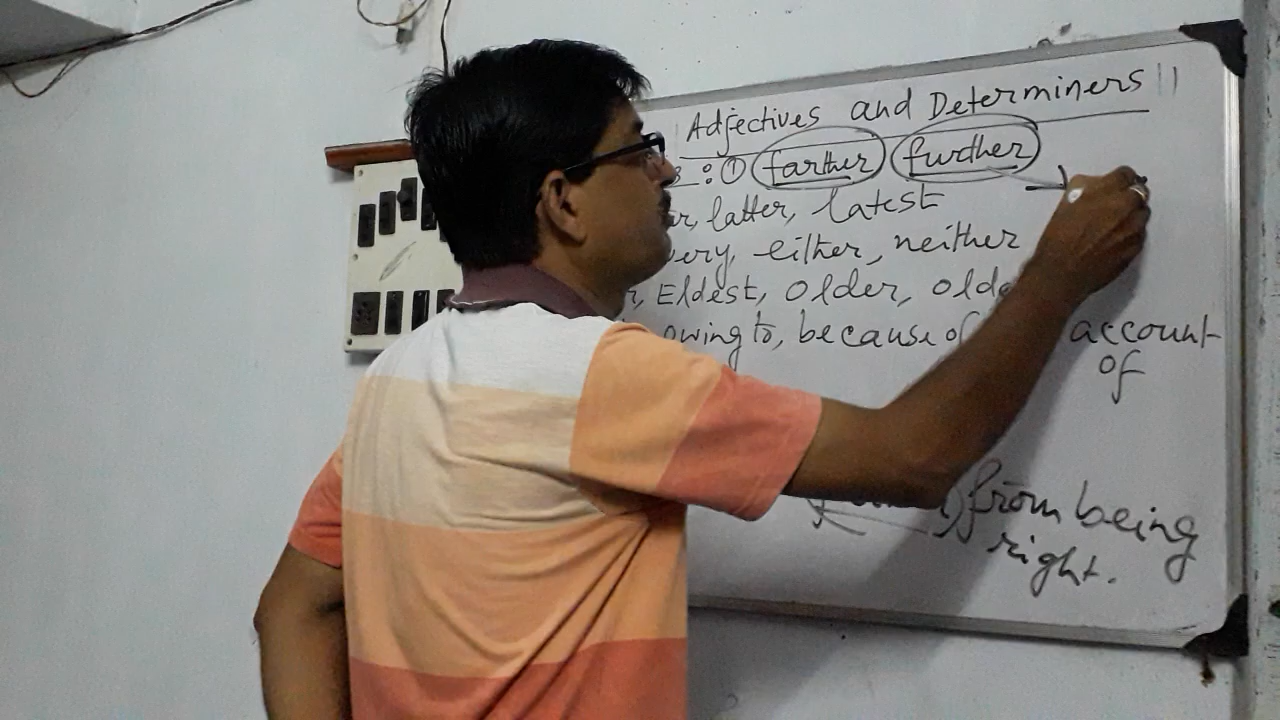 Adjectives and Determiners
: ① farther further
latter, latest
either, neither
Eldest, Older,
owing to, because of account
of
from being
right.